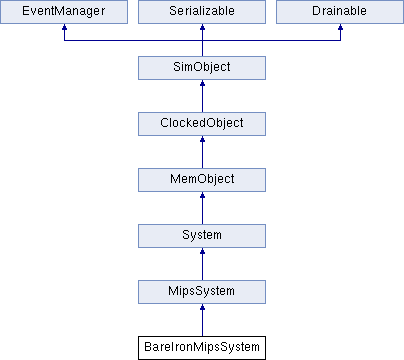 EventManager Serializable Drainable
SimObject
ClockedObject
MemObject
System
MipsSystem
BareIronMipsSystem